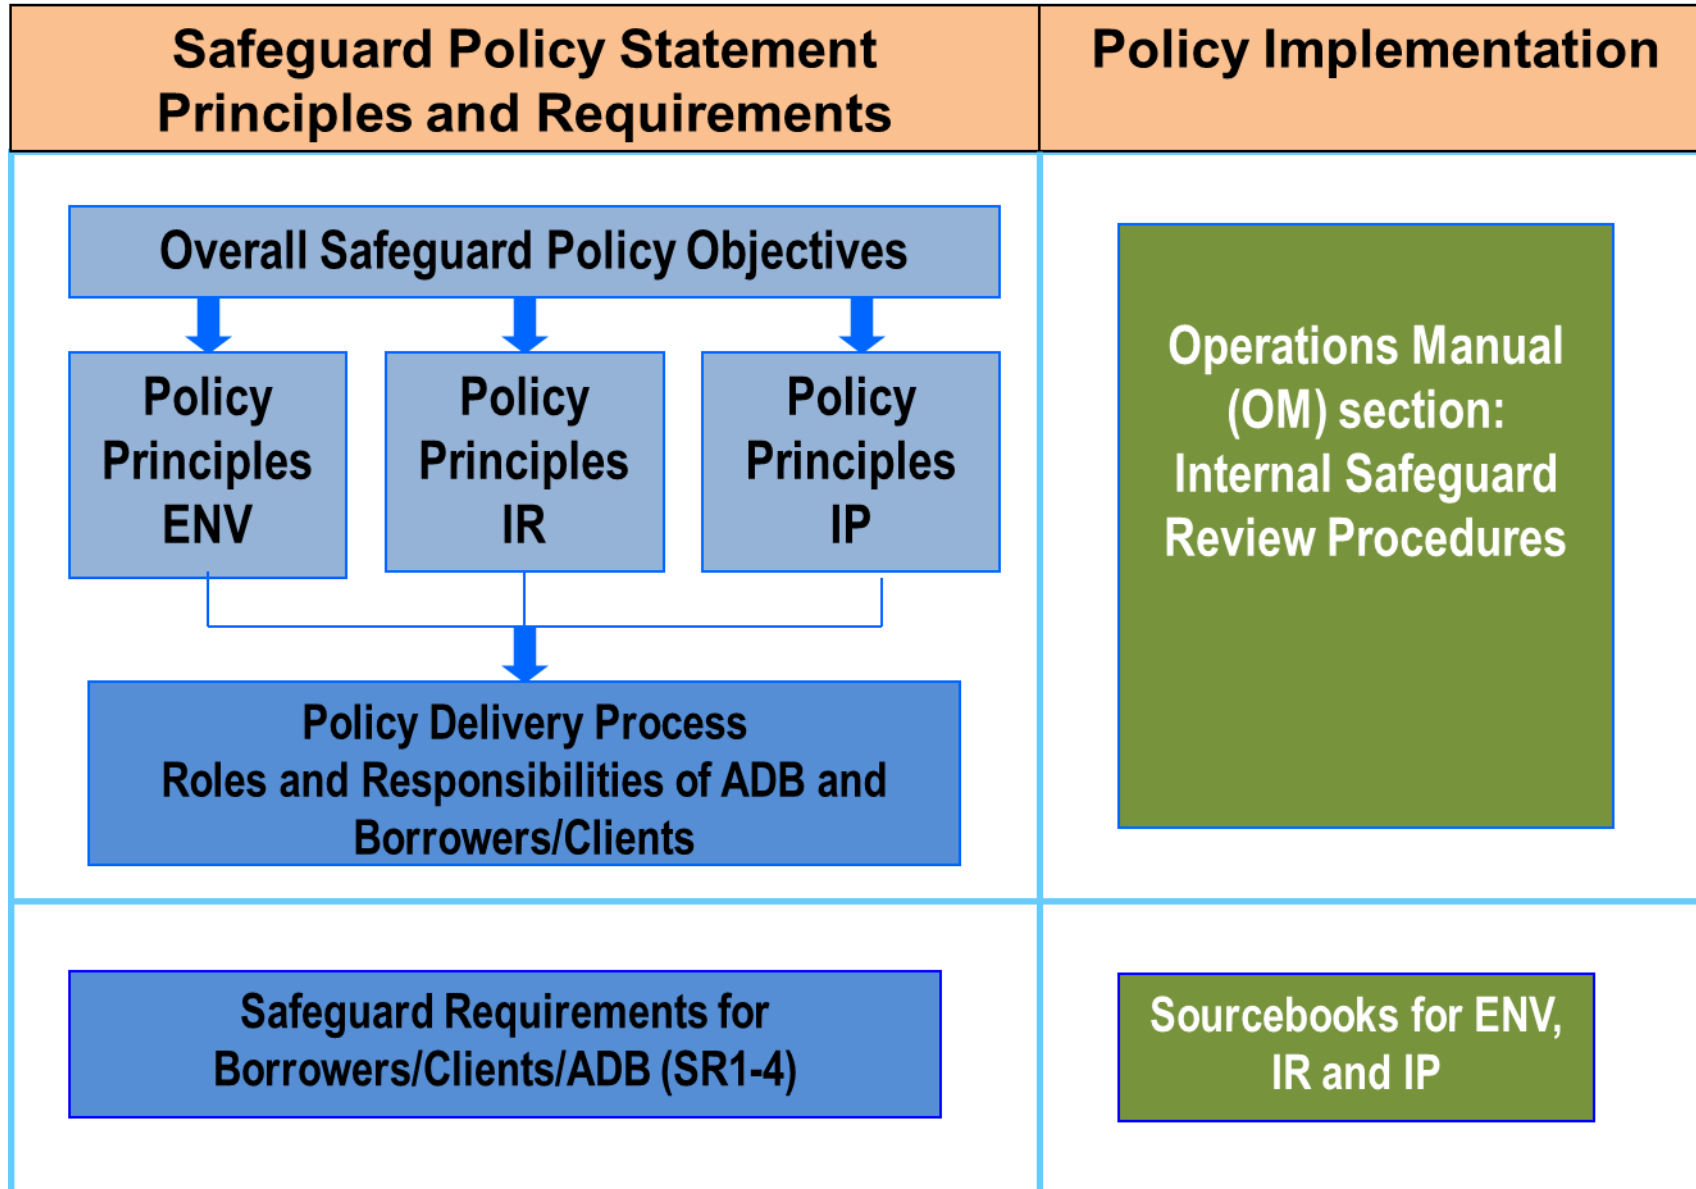 Safeguard Policy Statement
Principles and Requirements
Policy Implementation
Overall Safeguard Policy Objectives
Policy
Principles
ENV
Policy
Principles
IR
Policy
Principles
IP
Policy Delivery Process
Roles and Responsibilities of ADB and
Borrowers/Clients
Operations Manual
(OM) section:
Internal Safeguard
Review Procedures
Safeguard Requirements for
Borrowers/Clients/ADB (SR1-4)
Sourcebooks for ENV,
IR and IP